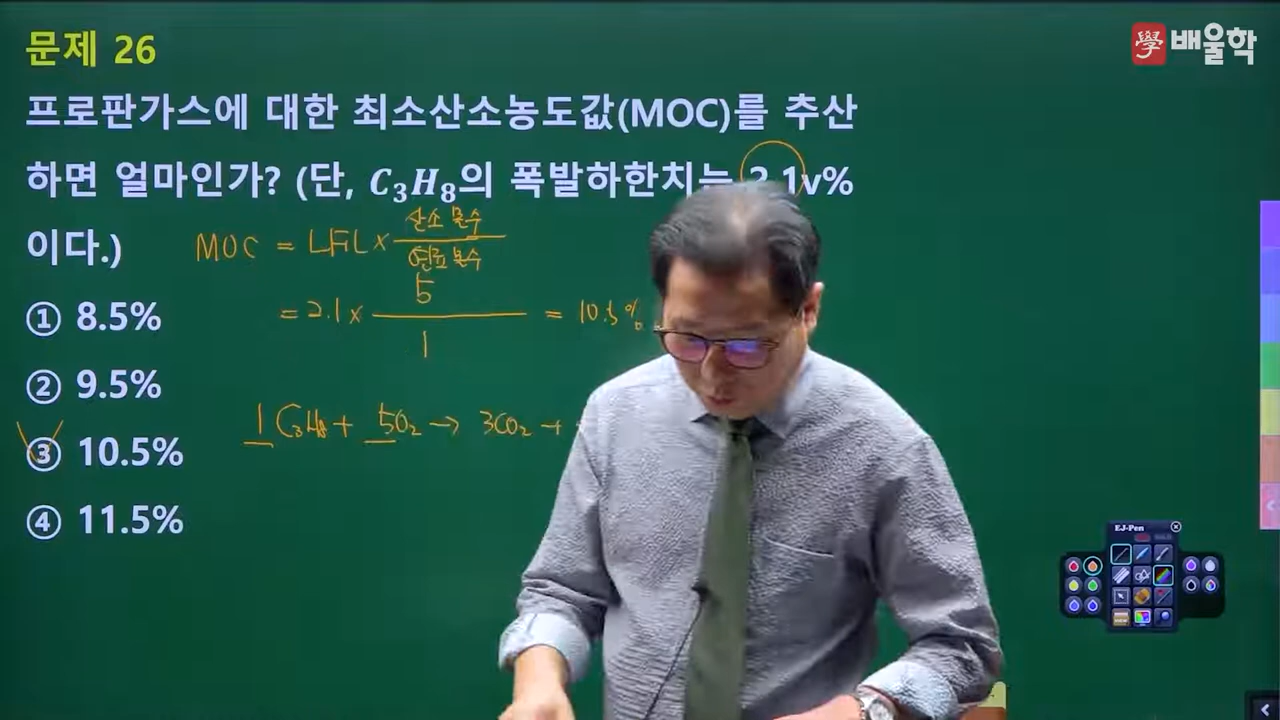 문제 26
學 배울학
프로판가스에 대한 최소산소농도값(MOC)를 추산
하면 얼마인가? (단, C₃H₈의 폭발하한치는 2.1v%
이다.)
MOC = LFL × 산소 몰수 / 연료 몰수
= 2.1 × 5 / 1 = 10.5%
① 8.5%
② 9.5%
1 C₃H₈ + 5O₂ → 3CO₂ +
③ 10.5%
④ 11.5%
EJ-Pen